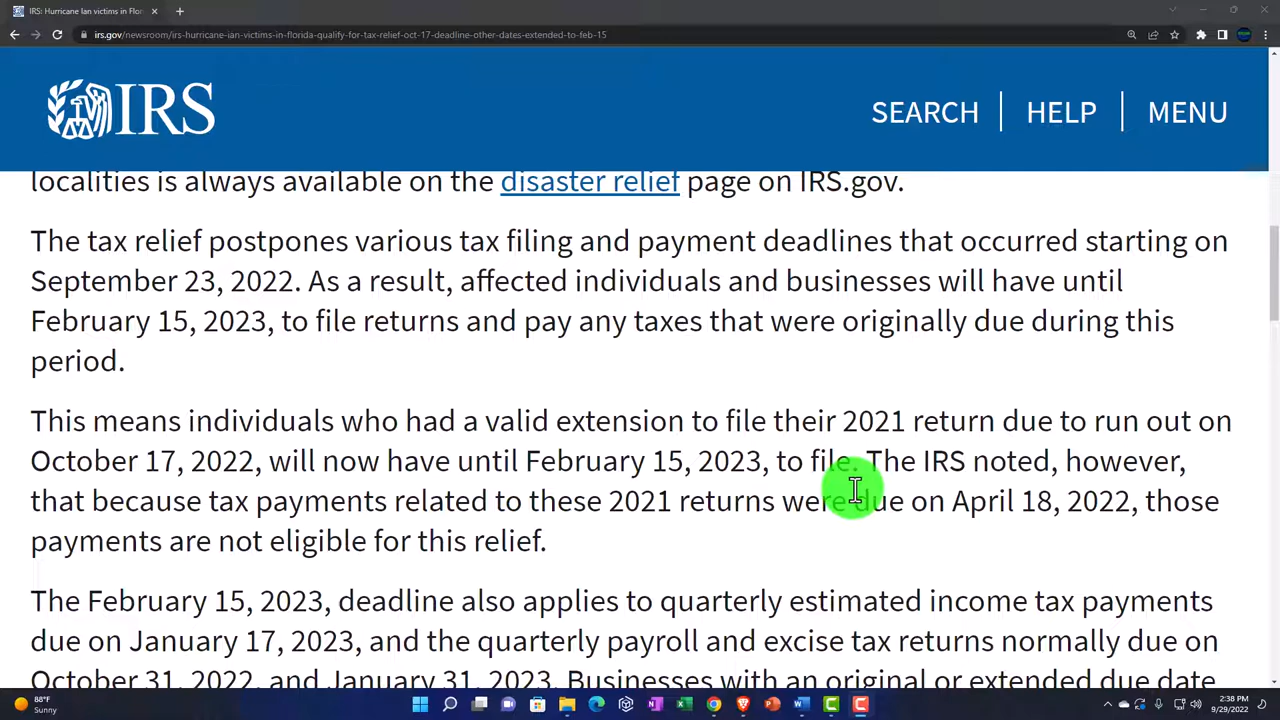 IRS: Hurricane Ian victims in Flor
irs.gov/newsroom/irs-hurricane-ian-victims-in-florida-qualify-for-tax-relief-oct-17-deadline-other-dates-extended-to-feb-15
IRS
SEARCH | HELP | MENU
localities is always available on the disaster relief page on IRS.gov.
The tax relief postpones various tax filing and payment deadlines that occurred starting on
September 23, 2022. As a result, affected individuals and businesses will have until
February 15, 2023, to file returns and pay any taxes that were originally due during this
period.
This means individuals who had a valid extension to file their 2021 return due to run out on
October 17, 2022, will now have until February 15, 2023, to file. The IRS noted, however,
that because tax payments related to these 2021 returns were due on April 18, 2022, those
payments are not eligible for this relief.
The February 15, 2023, deadline also applies to quarterly estimated income tax payments
due on January 17, 2023, and the quarterly payroll and excise tax returns normally due on
October 31, 2022, and January 31, 2023. Businesses with an original or extended due date
88°F
Sunny
2:38 PM
9/29/2022